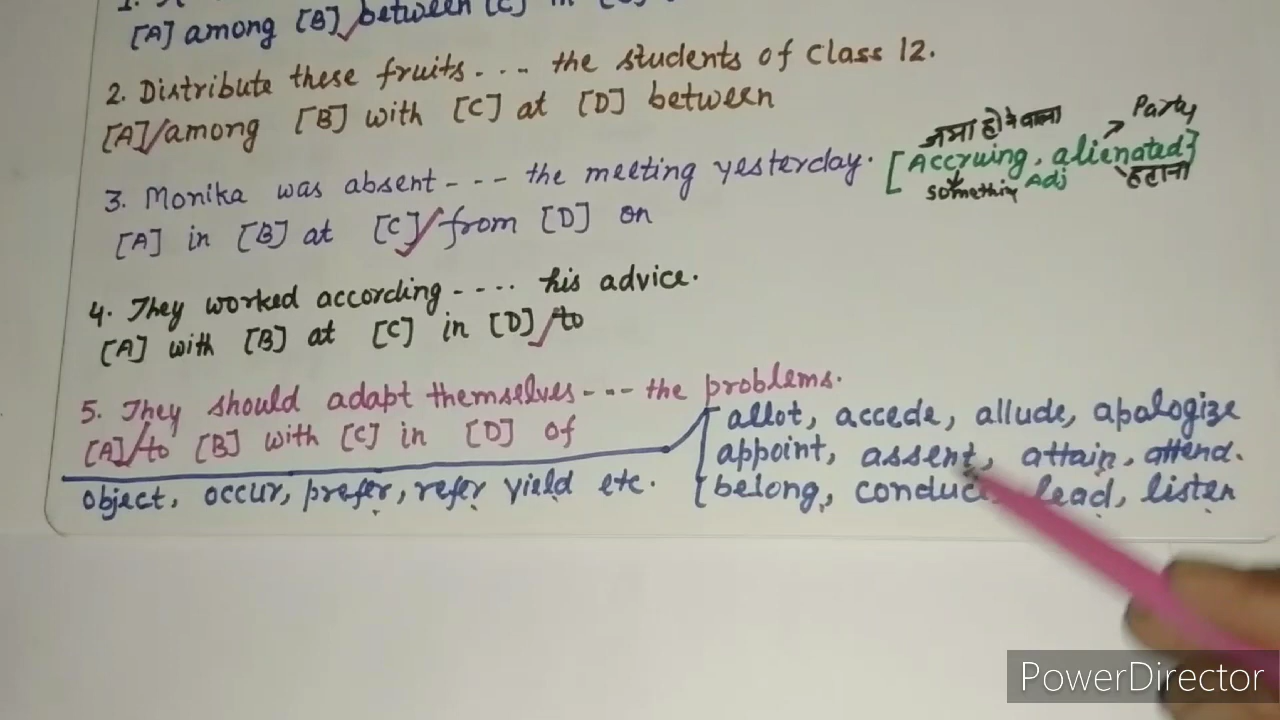 [A] among [B] between [C] in
2. Distribute these fruits.... the students of Class 12.
[A] among [B] with [C] at [D] between
जमा होने वाला Party
3. Monika was absent --- the meeting yesterday. [Accruing, alienated]
something Adj हटाना
[A] in [B] at [C] from [D] on
4. They worked according .... his advice.
[A] with [B] at [C] in [D] to
5. They should adapt themselves --- the problems.
[A] to [B] with [C] in [D] of
allot, accede, allude, apalogize
appoint, assent, attain, attend.
object, occur, prefer, refer yield etc. [belong, conduc lead, listen
PowerDirector